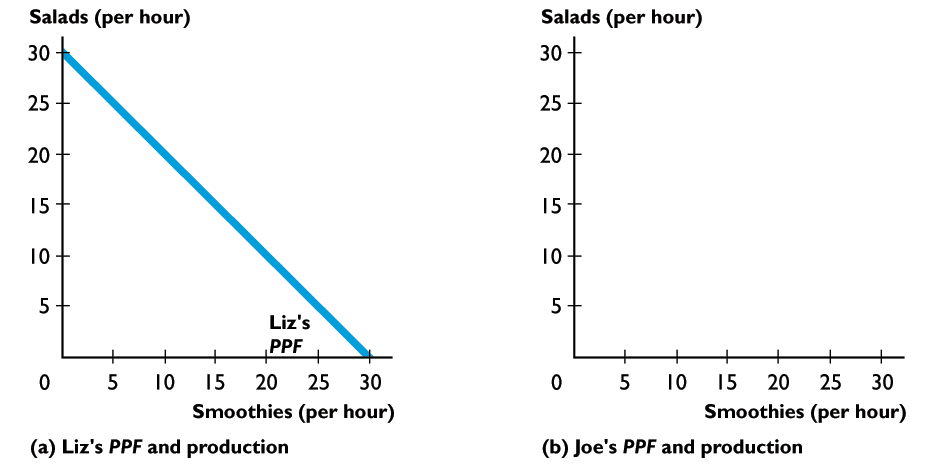 Salads (per hour)
30
25
20
15
10
5
Liz's
PPF
0 5 10 15 20 25 30
Smoothies (per hour)
(a) Liz's PPF and production
Salads (per hour)
30
25
20
15
10
5
0 5 10 15 20 25 30
Smoothies (per hour)
(b) Joe's PPF and production